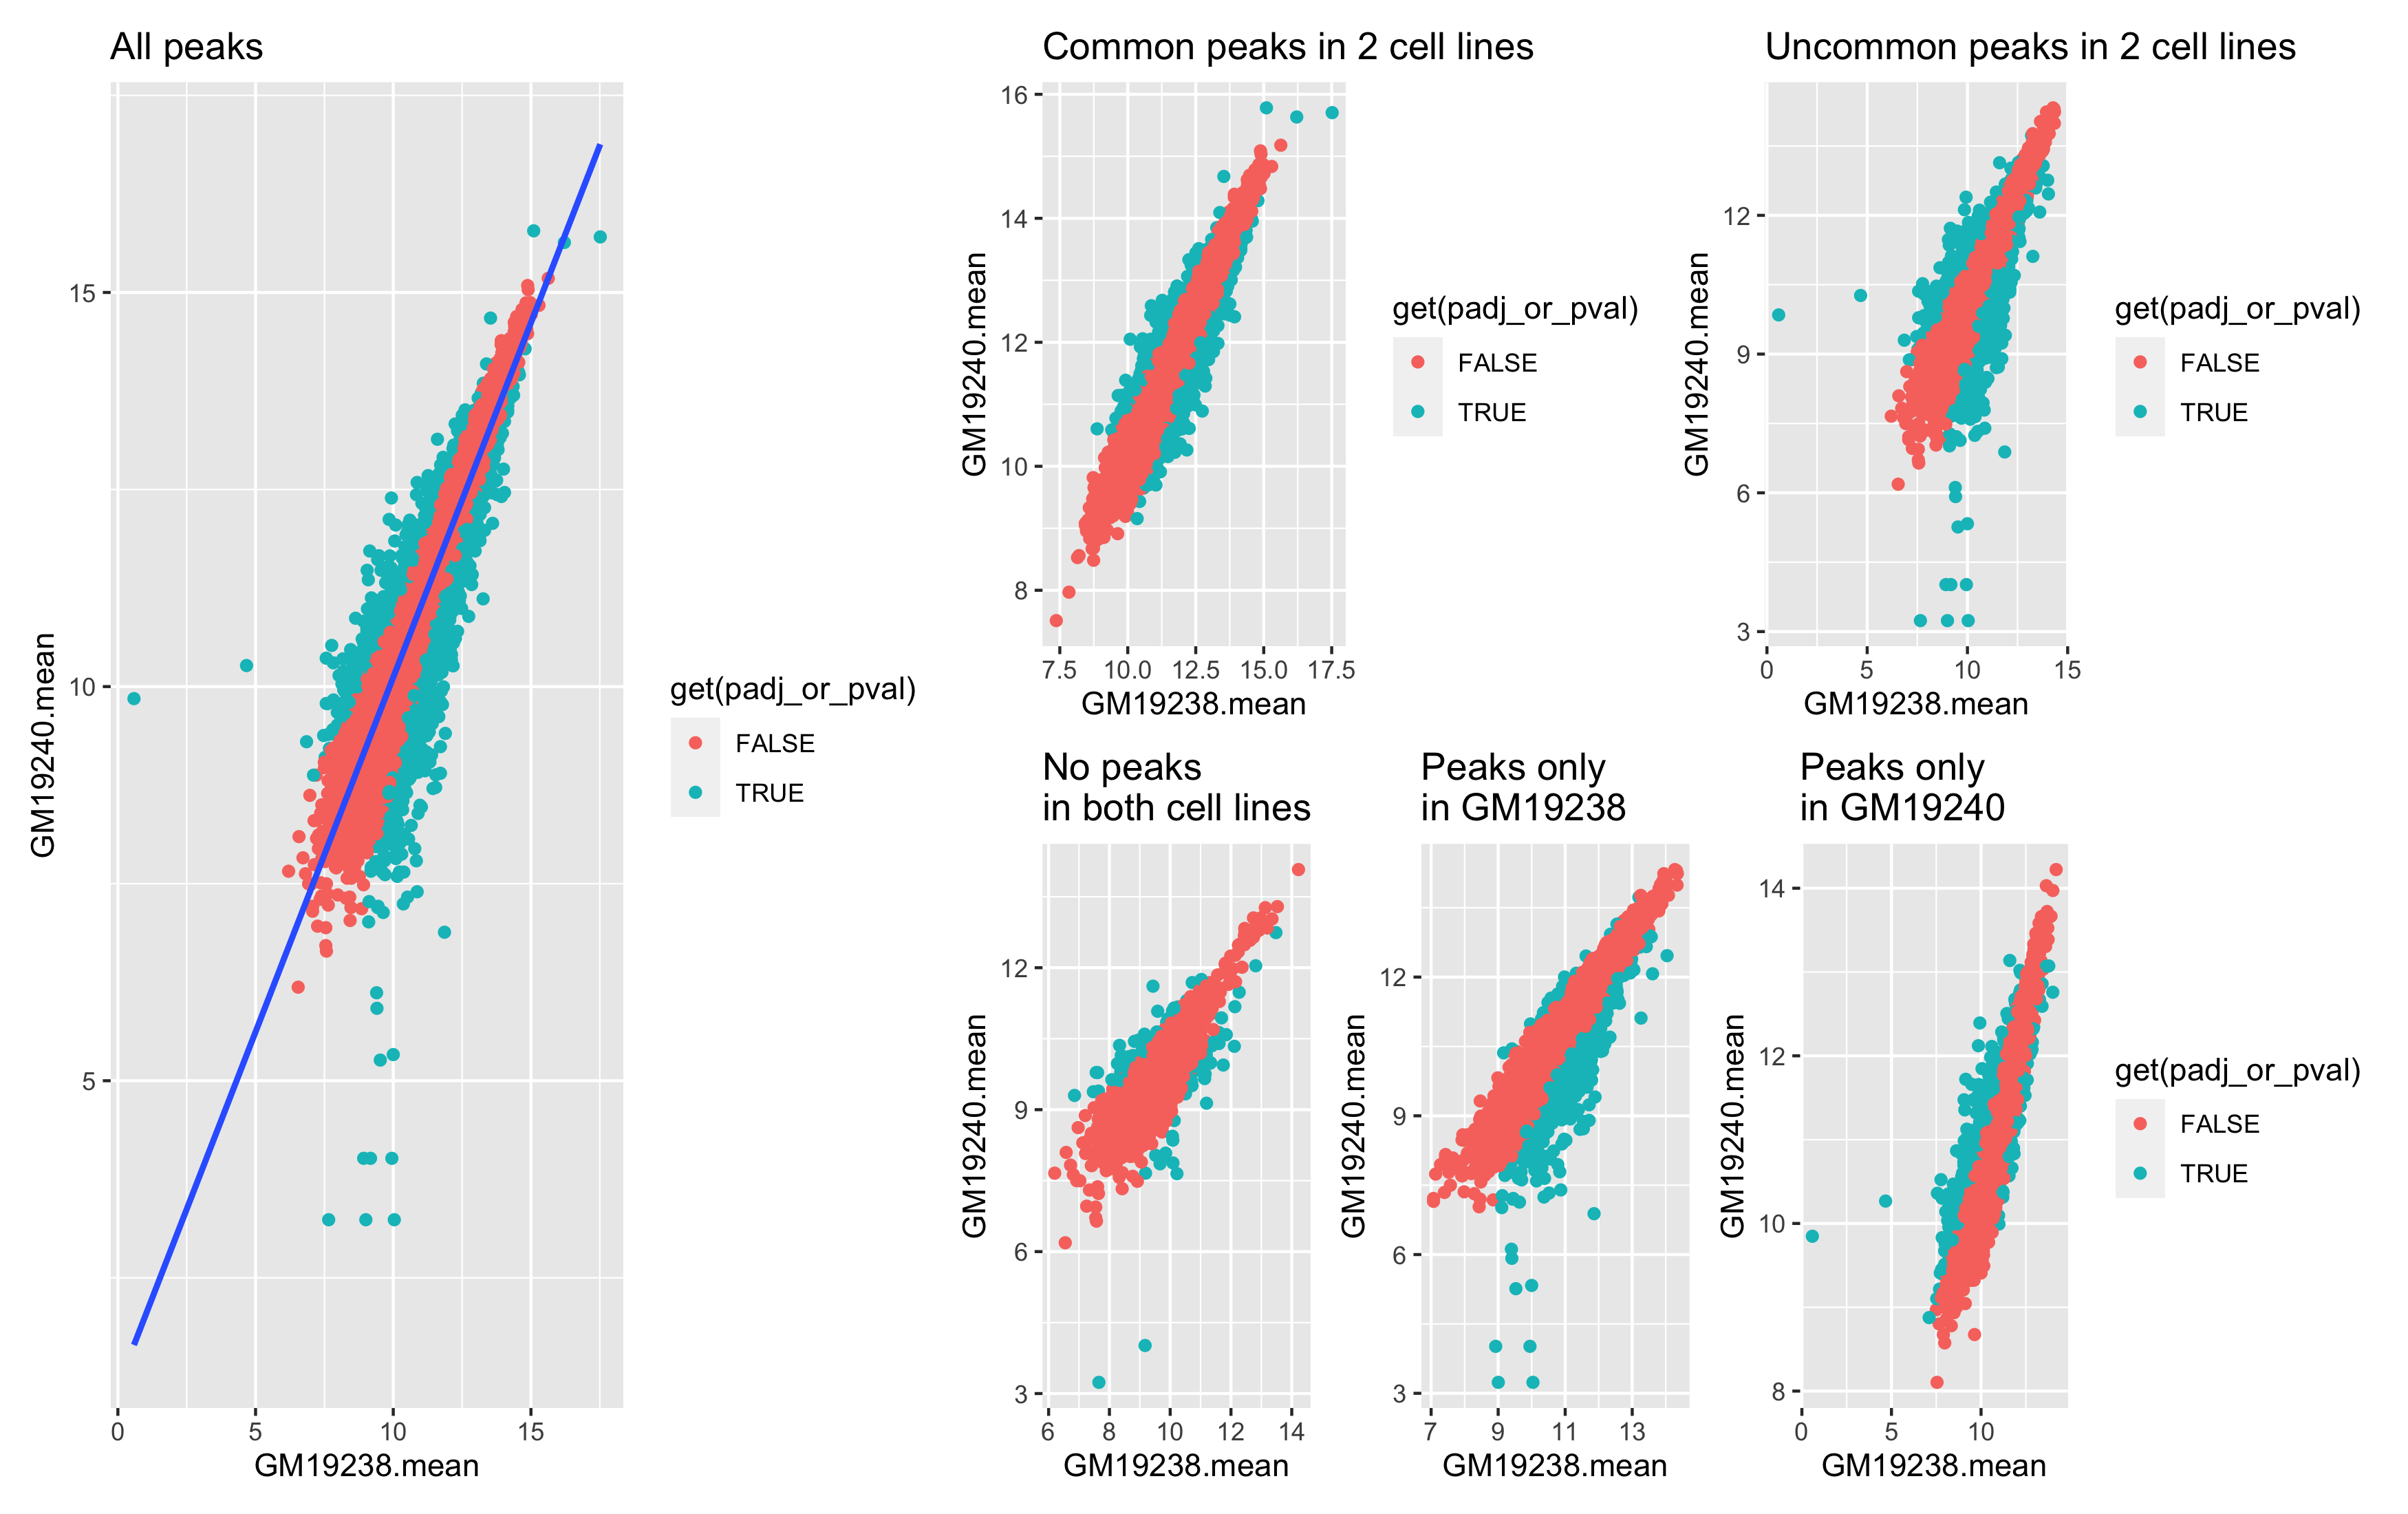 All peaks
GM19240.mean
15
10
5
0 5 10 15
GM19238.mean
get(padj_or_pval)
FALSE
TRUE
Common peaks in 2 cell lines
GM19240.mean
16
14
12
10
8
7.5 10.0 12.5 15.0 17.5
GM19238.mean
get(padj_or_pval)
FALSE
TRUE
Uncommon peaks in 2 cell lines
GM19240.mean
12
9
6
3
0 5 10 15
GM19238.mean
get(padj_or_pval)
FALSE
TRUE
No peaks
in both cell lines
GM19240.mean
12
9
6
3
6 8 10 12 14
GM19238.mean
Peaks only
in GM19238
GM19240.mean
12
9
6
3
7 9 11 13
GM19238.mean
Peaks only
in GM19240
GM19240.mean
14
12
10
8
0 5 10
GM19238.mean
get(padj_or_pval)
FALSE
TRUE